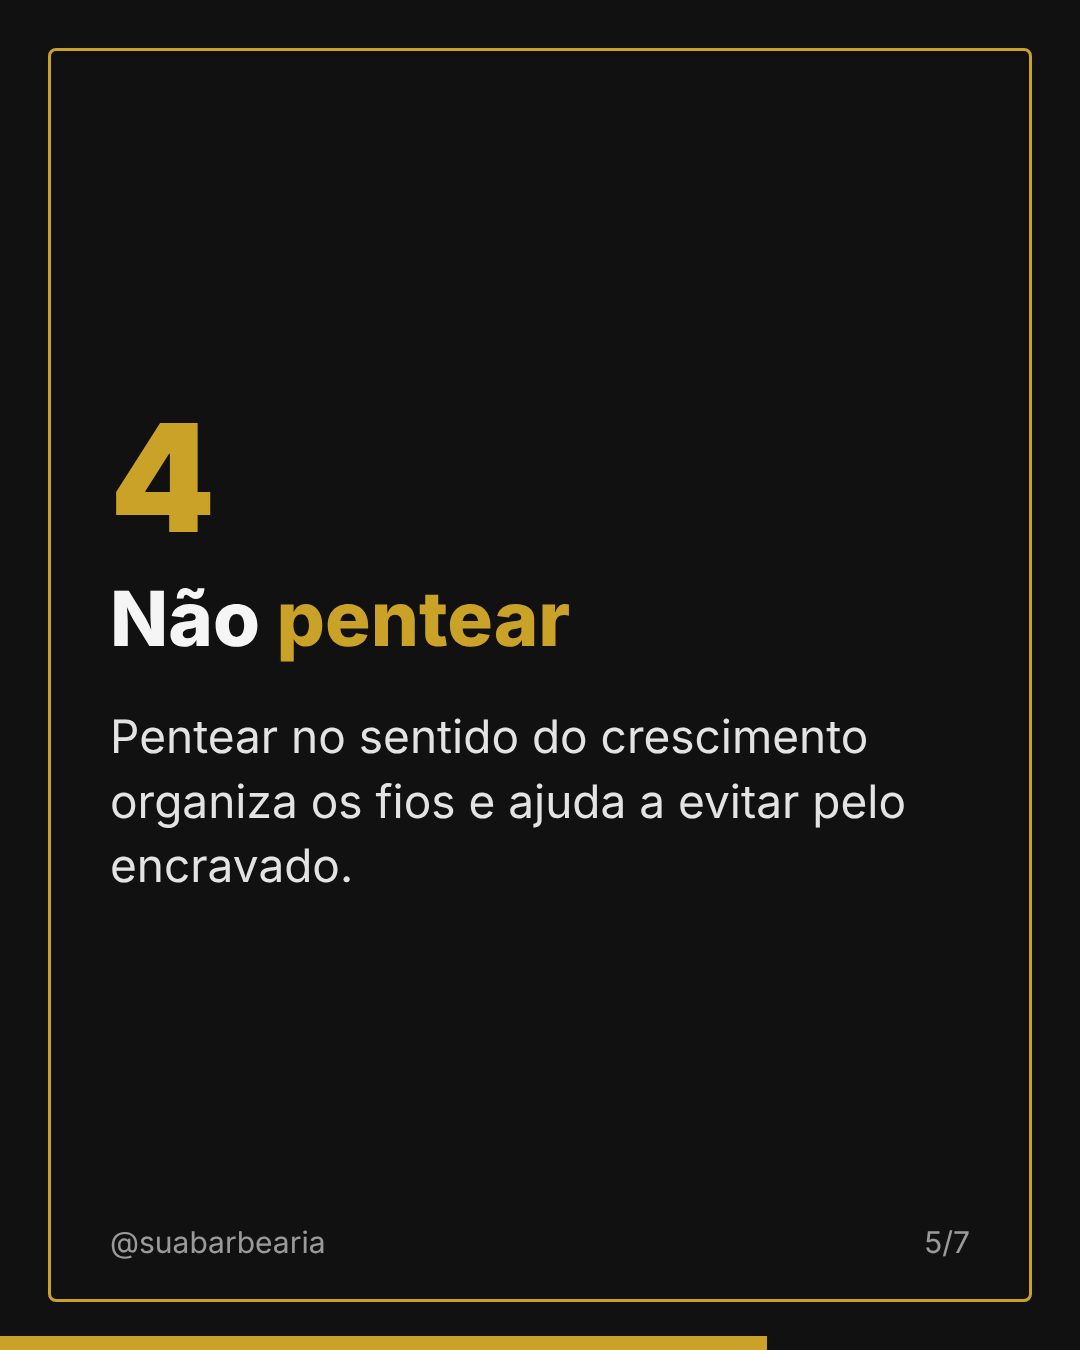 4
Não pentear
Pentear no sentido do crescimento
organiza os fios e ajuda a evitar pelo
encravado.
@suabarbearia
5/7